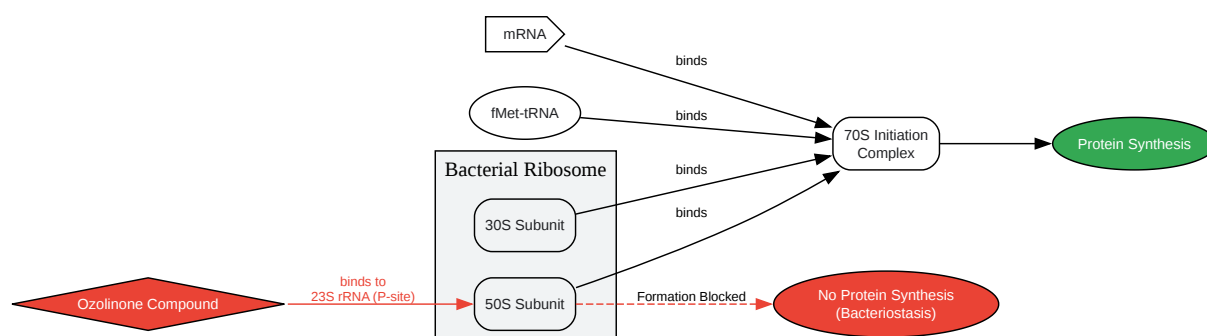 mRNA
binds
fMet-tRNA
binds
70S Initiation
Complex
Protein Synthesis
Bacterial Ribosome
binds
30S Subunit
binds
Ozolinone Compound
binds to
23S rRNA (P-site)
50S Subunit
Formation Blocked
No Protein Synthesis
(Bacteriostasis)